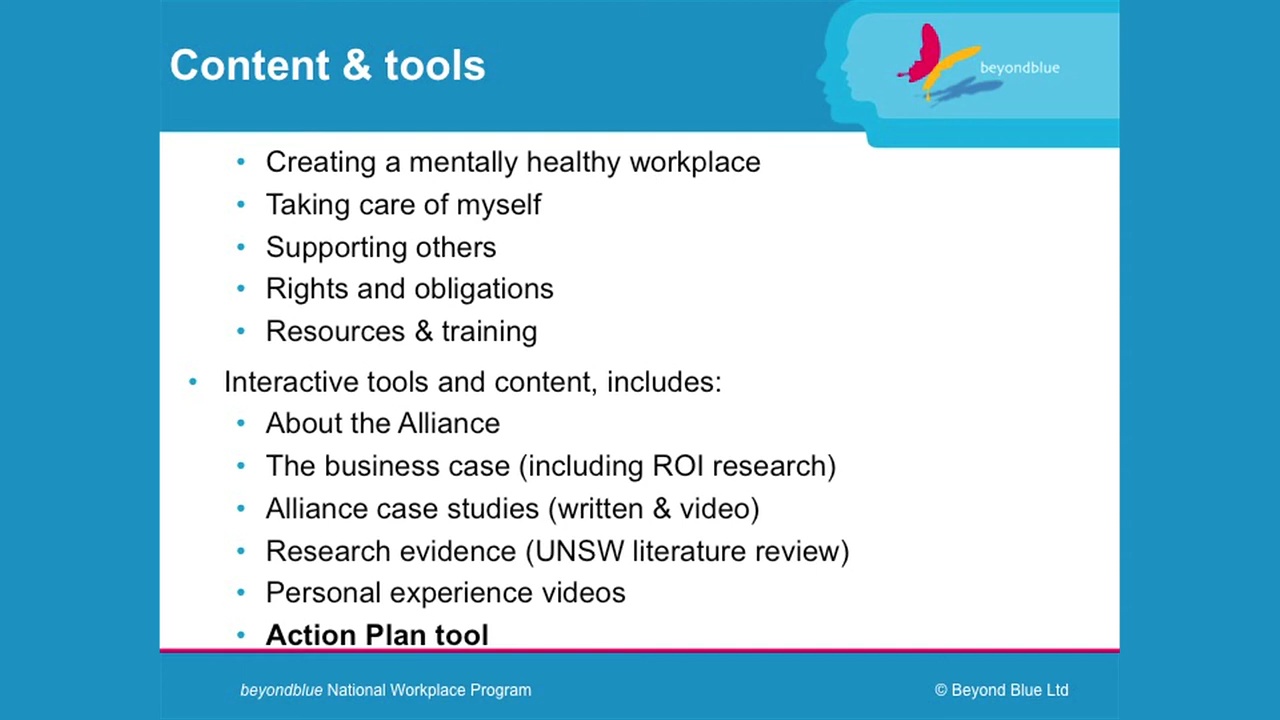 Content & tools
beyondblue
• Creating a mentally healthy workplace
• Taking care of myself
• Supporting others
• Rights and obligations
• Resources & training
• Interactive tools and content, includes:
• About the Alliance
• The business case (including ROI research)
• Alliance case studies (written & video)
• Research evidence (UNSW literature review)
• Personal experience videos
• Action Plan tool
beyondblue National Workplace Program
© Beyond Blue Ltd